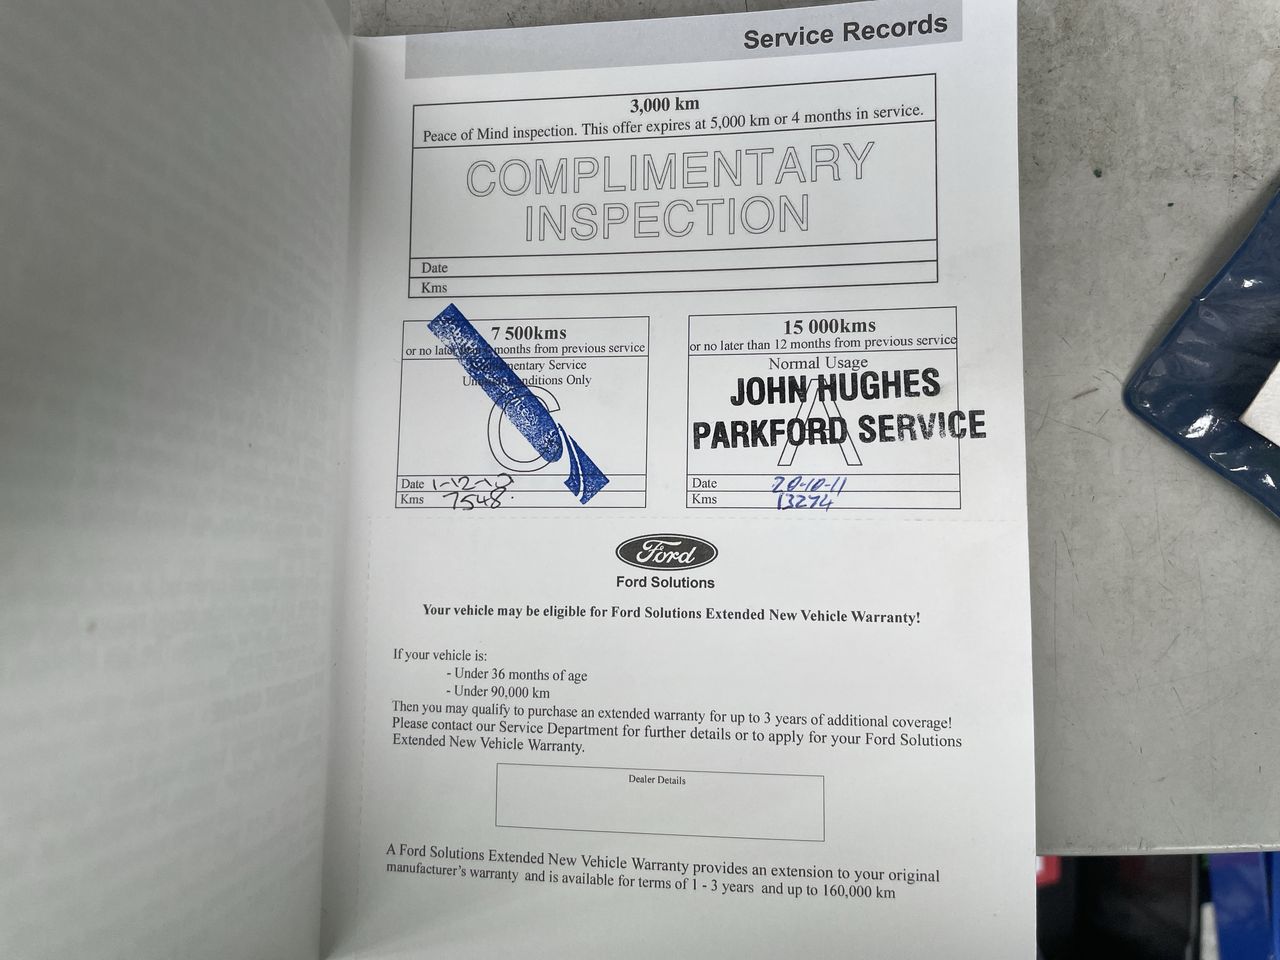 Service Records
3,000 km
Peace of Mind inspection. This offer expires at 5,000 km or 4 months in service.
COMPLIMENTARY
INSPECTION
Date
Kms
7 500kms
or no later than months from previous service
Complimentary Service
Under Conditions Only
C
Date 1-12-10
Kms 7548
15 000kms
or no later than 12 months from previous service
Normal Usage
JOHN HUGHES
PARKFORD SERVICE
A
Date 20-10-11
Kms 13274
Ford
Ford Solutions
Your vehicle may be eligible for Ford Solutions Extended New Vehicle Warranty!
If your vehicle is:
- Under 36 months of age
- Under 90,000 km
Then you may qualify to purchase an extended warranty for up to 3 years of additional coverage!
Please contact our Service Department for further details or to apply for your Ford Solutions
Extended New Vehicle Warranty.
Dealer Details
A Ford Solutions Extended New Vehicle Warranty provides an extension to your original
manufacturer's warranty and is available for terms of 1 - 3 years and up to 160,000 km